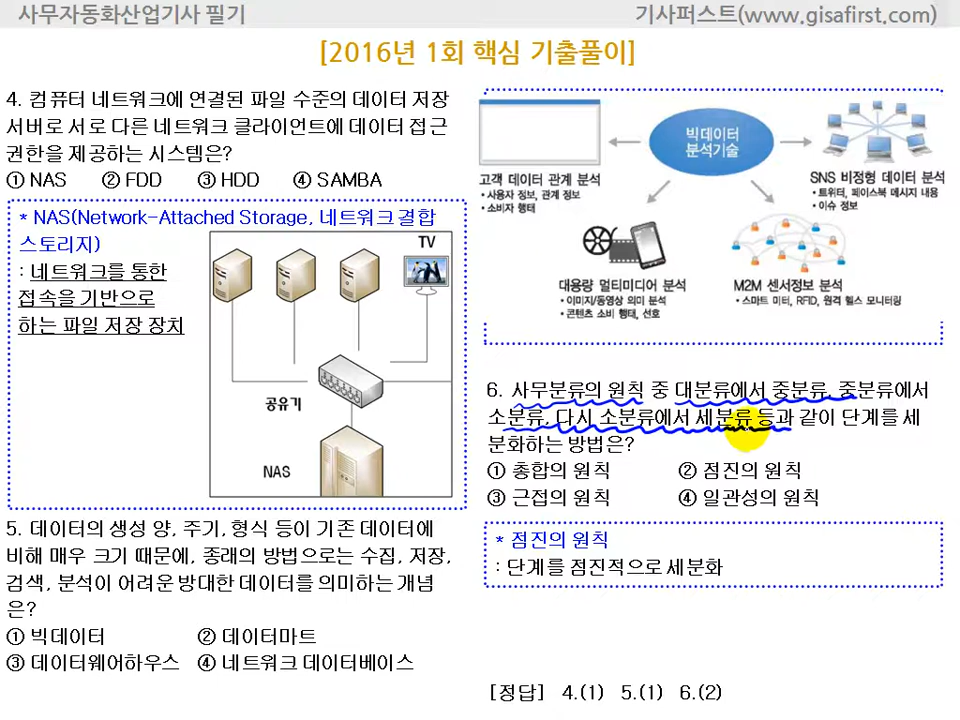 사무자동화산업기사 필기
기사퍼스트(www.gisafirst.com)
[2016년 1회 핵심 기출풀이]
4. 컴퓨터 네트워크에 연결된 파일 수준의 데이터 저장
서버로 서로 다른 네트워크 클라이언트에 데이터 접근
권한을 제공하는 시스템은?
① NAS ② FDD ③ HDD ④ SAMBA
* NAS(Network-Attached Storage, 네트워크 결합
스토리지)
: 네트워크를 통한
접속을 기반으로
하는 파일 저장 장치
TV
공유기
NAS
5. 데이터의 생성 양, 주기, 형식 등이 기존 데이터에
비해 매우 크기 때문에, 종래의 방법으로는 수집, 저장,
검색, 분석이 어려운 방대한 데이터를 의미하는 개념
은?
① 빅데이터 ② 데이터마트
③ 데이터웨어하우스 ④ 네트워크 데이터베이스
빅데이터
분석기술
고객 데이터 관계 분석
• 사용자 정보, 관계 정보
• 소비자 행태
SNS 비정형 데이터 분석
• 트위터, 페이스북 메시지 내용
• 이슈 정보
대용량 멀티미디어 분석
• 이미지/동영상 의미 분석
• 콘텐츠 소비 행태, 선호
M2M 센서정보 분석
• 스마트 미터, RFID, 원격 헬스 모니터링
6. 사무분류의 원칙 중 대분류에서 중분류, 중분류에서
소분류, 다시 소분류에서 세분류 등과 같이 단계를 세
분화하는 방법은?
① 총합의 원칙 ② 점진의 원칙
③ 근접의 원칙 ④ 일관성의 원칙
* 점진의 원칙
: 단계를 점진적으로 세분화
[정답] 4.(1) 5.(1) 6.(2)